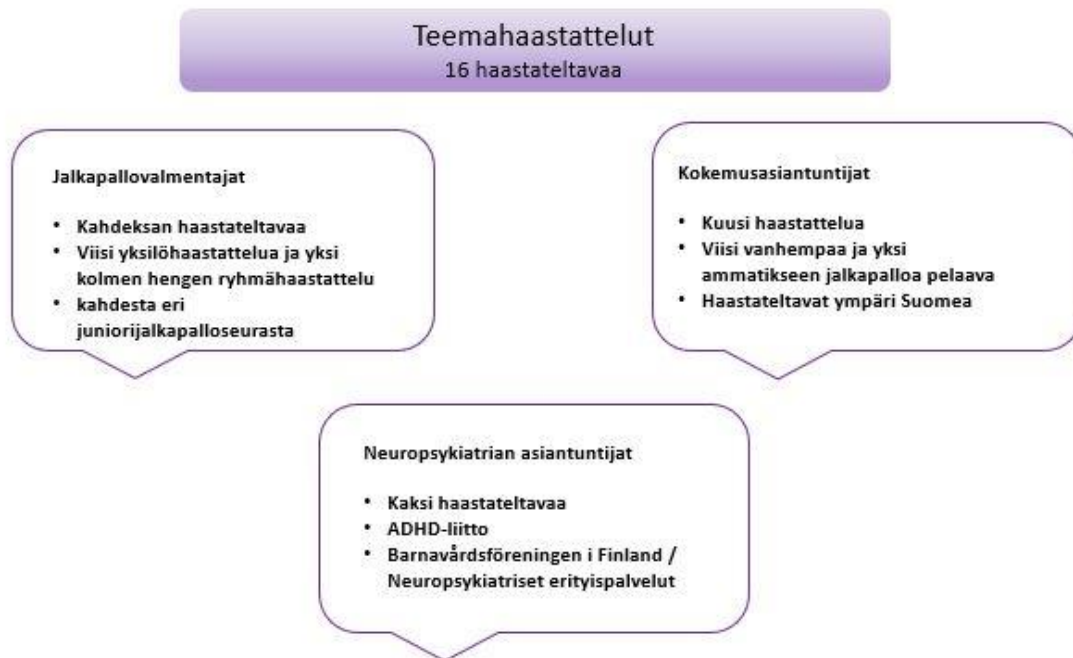 Teemahaastattelut
16 haastateltavaa
Jalkapallovalmentajat
• Kahdeksan haastateltavaa
• Viisi yksilöhaastattelua ja yksi
kolmen hengen ryhmähaastattelu
• kahdesta eri
juniorijalkapalloseurasta
Kokemusasiantuntijat
• Kuusi haastattelua
• Viisi vanhempaa ja yksi
ammatikseen jalkapalloa pelaava
• Haastateltavat ympäri Suomea
Neuropsykiatrian asiantuntijat
• Kaksi haastateltavaa
• ADHD-liitto
• Barnavårdsföreningen i Finland /
Neuropsykiatriset erityispalvelut